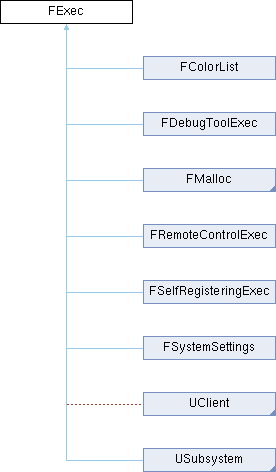 FExec
FColorList
FDebugToolExec
FMalloc
FRemoteControlExec
FSelfRegisteringExec
FSystemSettings
UClient
USubsystem